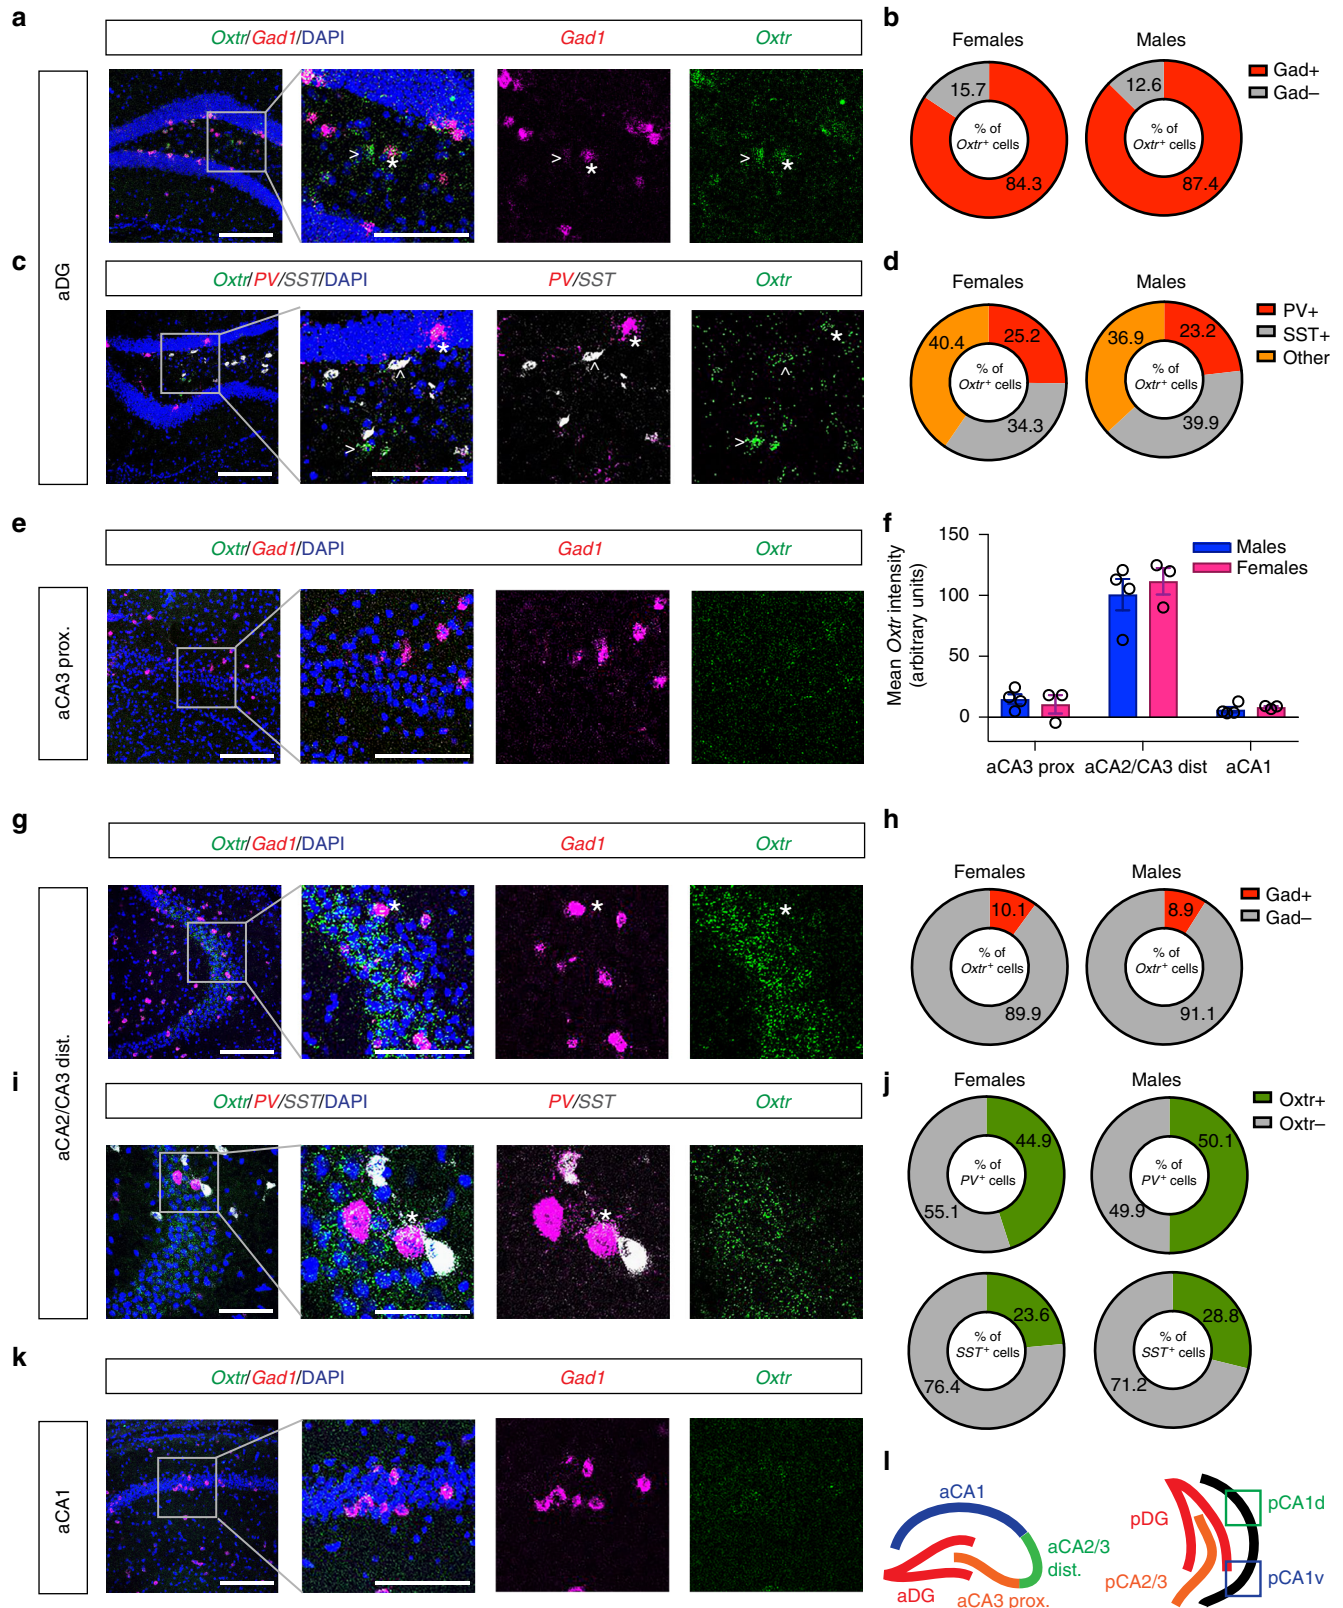 a
Oxtr/Gad1/DAPI
Gad1
Oxtr
b
Females
Males
15.7
84.3
% of
Oxtr+ cells
12.6
87.4
% of
Oxtr+ cells
Gad+
Gad–
>
*
>
*
>
*
aDG
c
Oxtr/PV/SST/DAPI
PV/SST
Oxtr
d
Females
Males
40.4
25.2
34.3
% of
Oxtr+ cells
36.9
23.2
39.9
% of
Oxtr+ cells
PV+
SST+
Other
*
^
>
*
^
*
^
>
e
Oxtr/Gad1/DAPI
Gad1
Oxtr
aCA3 prox.
f
Mean Oxtr intensity
(arbitrary units)
150
100
50
0
Males
Females
aCA3 prox
aCA2/CA3 dist
aCA1
g
Oxtr/Gad1/DAPI
Gad1
Oxtr
*
*
*
h
Females
Males
10.1
89.9
% of
Oxtr+ cells
8.9
91.1
% of
Oxtr+ cells
Gad+
Gad–
aCA2/CA3 dist.
i
Oxtr/PV/SST/DAPI
PV/SST
Oxtr
*
*
j
Females
Males
44.9
55.1
% of
PV+ cells
50.1
49.9
% of
PV+ cells
Oxtr+
Oxtr–
23.6
76.4
% of
SST+ cells
28.8
71.2
% of
SST+ cells
k
Oxtr/Gad1/DAPI
Gad1
Oxtr
aCA1
l
aCA1
aCA2/3
dist.
aDG
aCA3 prox.
pDG
pCA2/3
pCA1d
pCA1v